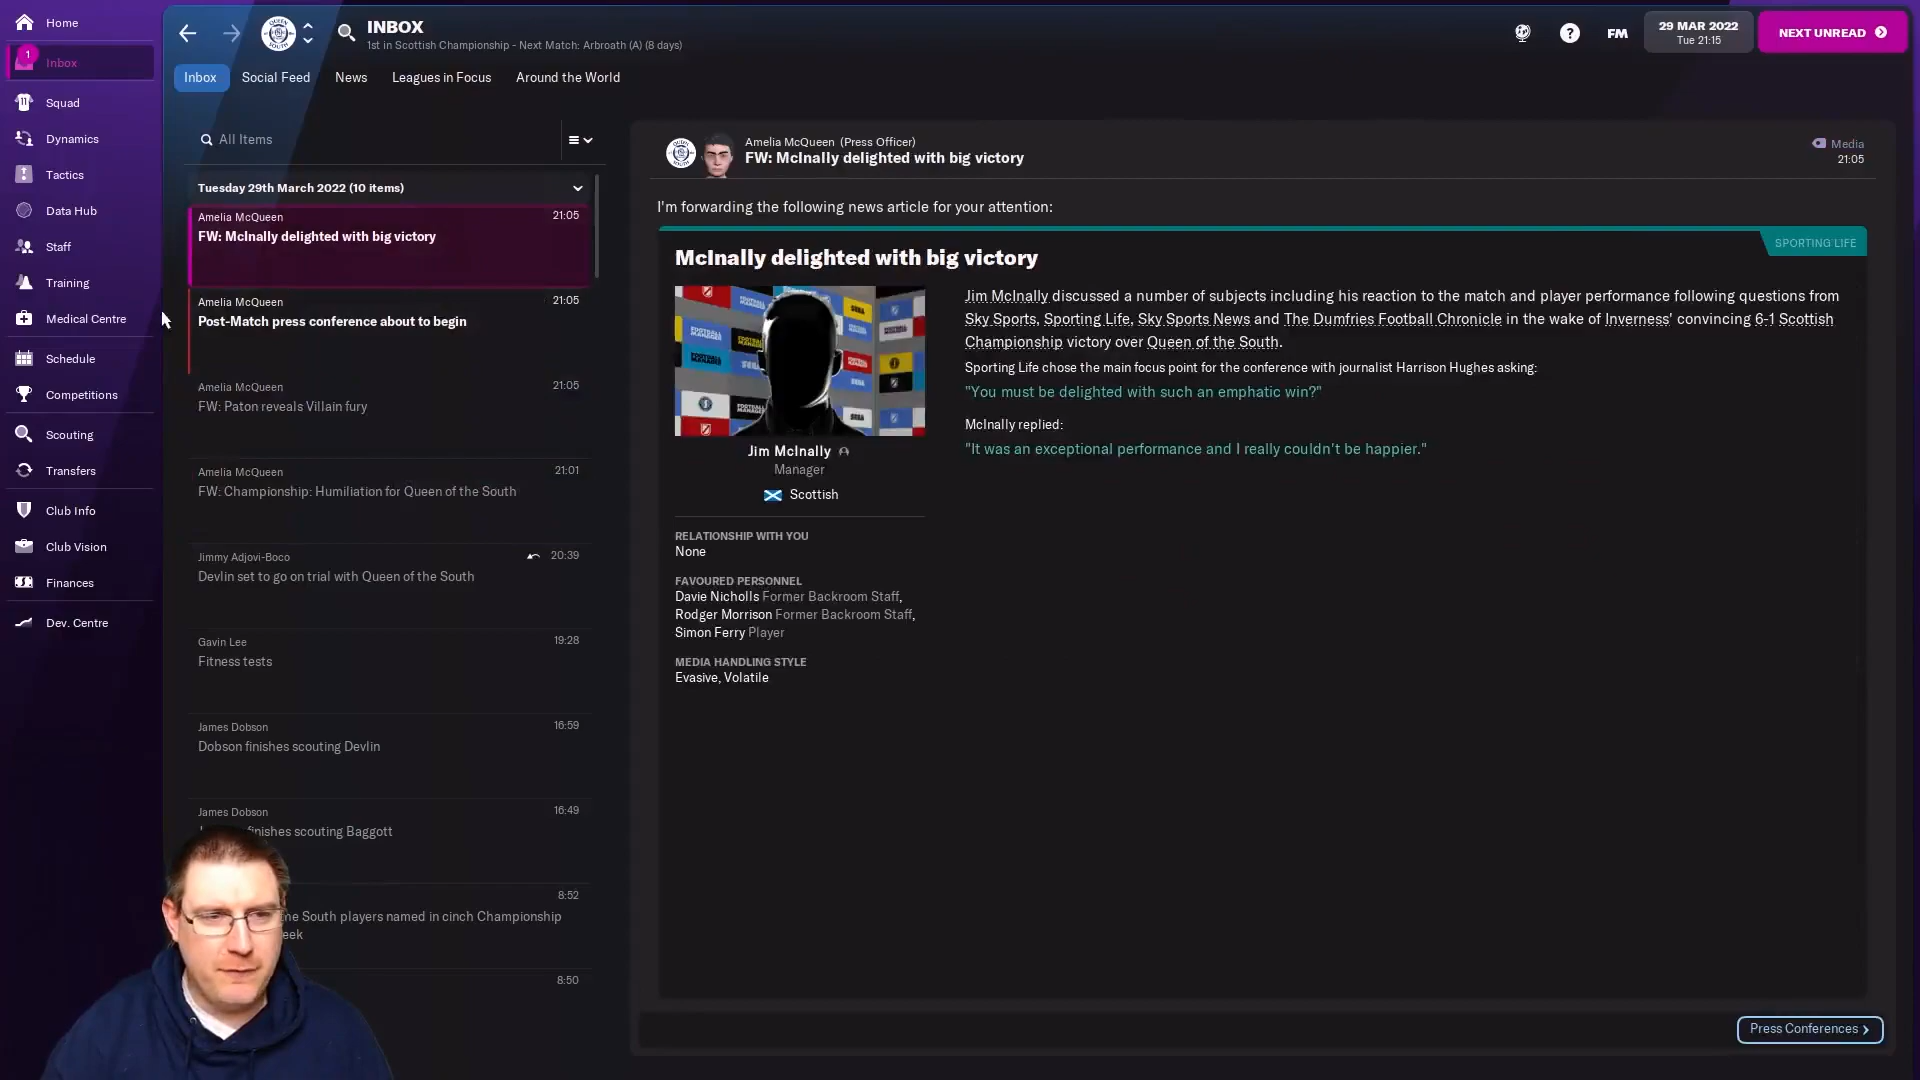 Home
1
Inbox
Squad
Dynamics
Tactics
Data Hub
Staff
Training
Medical Centre
Schedule
Competitions
Scouting
Transfers
Club Info
Club Vision
Finances
Dev. Centre
INBOX
1st in Scottish Championship - Next Match: Arbroath (A) (8 days)
FM
29 MAR 2022
Tue 21:15
NEXT UNREAD
Inbox Social Feed News Leagues in Focus Around the World
All Items
Tuesday 29th March 2022 (10 items)
Amelia McQueen 21:05
FW: McInally delighted with big victory
Amelia McQueen 21:05
Post-Match press conference about to begin
Amelia McQueen 21:05
FW: Paton reveals Villain fury
Amelia McQueen 21:01
FW: Championship: Humiliation for Queen of the South
Jimmy Adjovi-Boco 20:39
Devlin set to go on trial with Queen of the South
Gavin Lee 19:28
Fitness tests
James Dobson 16:59
Dobson finishes scouting Devlin
James Dobson 16:49
finishes scouting Baggott
8:52
the South players named in cinch Championship
eek
8:50
Amelia McQueen (Press Officer)
FW: McInally delighted with big victory
Media
21:05
I'm forwarding the following news article for your attention:
SPORTING LIFE
McInally delighted with big victory
Jim McInally discussed a number of subjects including his reaction to the match and player performance following questions from
Sky Sports, Sporting Life, Sky Sports News and The Dumfries Football Chronicle in the wake of Inverness' convincing 6-1 Scottish
Championship victory over Queen of the South.
Sporting Life chose the main focus point for the conference with journalist Harrison Hughes asking:
"You must be delighted with such an emphatic win?"
McInally replied:
"It was an exceptional performance and I really couldn't be happier."
Jim McInally
Manager
Scottish
RELATIONSHIP WITH YOU
None
FAVOURED PERSONNEL
Davie Nicholls Former Backroom Staff,
Rodger Morrison Former Backroom Staff,
Simon Ferry Player
MEDIA HANDLING STYLE
Evasive, Volatile
Press Conferences